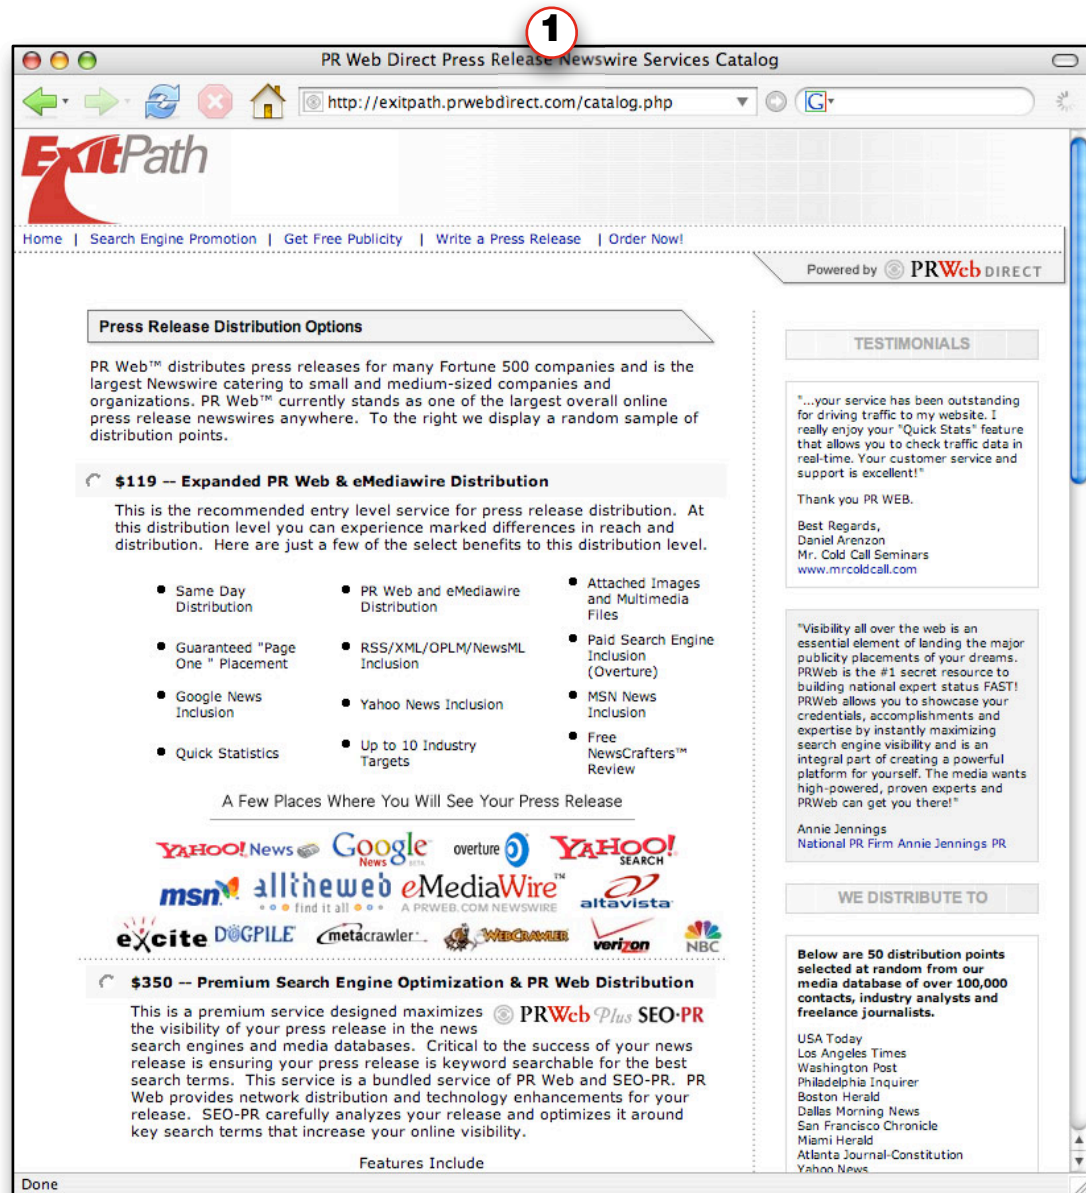 1
PR Web Direct Press Release Newswire Services Catalog
http://exitpath.prwebdirect.com/catalog.php
G
ExitPath
Home | Search Engine Promotion | Get Free Publicity | Write a Press Release | Order Now!
Powered by PRWeb DIRECT
Press Release Distribution Options
PR Web™ distributes press releases for many Fortune 500 companies and is the
largest Newswire catering to small and medium-sized companies and
organizations. PR Web™ currently stands as one of the largest overall online
press release newswires anywhere. To the right we display a random sample of
distribution points.
$119 -- Expanded PR Web & eMediawire Distribution
This is the recommended entry level service for press release distribution. At
this distribution level you can experience marked differences in reach and
distribution. Here are just a few of the select benefits to this distribution level.
• Same Day
Distribution
• PR Web and eMediawire
Distribution
• Attached Images
and Multimedia
Files
• Guaranteed "Page
One " Placement
• RSS/XML/OPLM/NewsML
Inclusion
• Paid Search Engine
Inclusion
(Overture)
• Google News
Inclusion
• Yahoo News Inclusion
• MSN News
Inclusion
• Quick Statistics
• Up to 10 Industry
Targets
• Free
NewsCrafters™
Review
A Few Places Where You Will See Your Press Release
YAHOO! News
Google News BETA
overture
YAHOO! SEARCH
msn
alltheweb
find it all
eMediaWire™
A PRWEB.COM NEWSWIRE
altavista
excite
DOGPILE
metacrawler
WEBCRAWLER
verizon
NBC
$350 -- Premium Search Engine Optimization & PR Web Distribution
PRWeb Plus SEO·PR
This is a premium service designed maximizes
the visibility of your press release in the news
search engines and media databases. Critical to the success of your news
release is ensuring your press release is keyword searchable for the best
search terms. This service is a bundled service of PR Web and SEO-PR. PR
Web provides network distribution and technology enhancements for your
release. SEO-PR carefully analyzes your release and optimizes it around
key search terms that increase your online visibility.
Features Include
TESTIMONIALS
"...your service has been outstanding
for driving traffic to my website. I
really enjoy your "Quick Stats" feature
that allows you to check traffic data in
real-time. Your customer service and
support is excellent!"
Thank you PR WEB.
Best Regards,
Daniel Arenzon
Mr. Cold Call Seminars
www.mrcoldcall.com
"Visibility all over the web is an
essential element of landing the major
publicity placements of your dreams.
PRWeb is the #1 secret resource to
building national expert status FAST!
PRWeb allows you to showcase your
credentials, accomplishments and
expertise by instantly maximizing
search engine visibility and is an
integral part of creating a powerful
platform for yourself. The media wants
high-powered, proven experts and
PRWeb can get you there!"
Annie Jennings
National PR Firm Annie Jennings PR
WE DISTRIBUTE TO
Below are 50 distribution points
selected at random from our
media database of over 100,000
contacts, industry analysts and
freelance journalists.
USA Today
Los Angeles Times
Washington Post
Philadelphia Inquirer
Boston Herald
Dallas Morning News
San Francisco Chronicle
Miami Herald
Atlanta Journal-Constitution
Yahoo News
Done